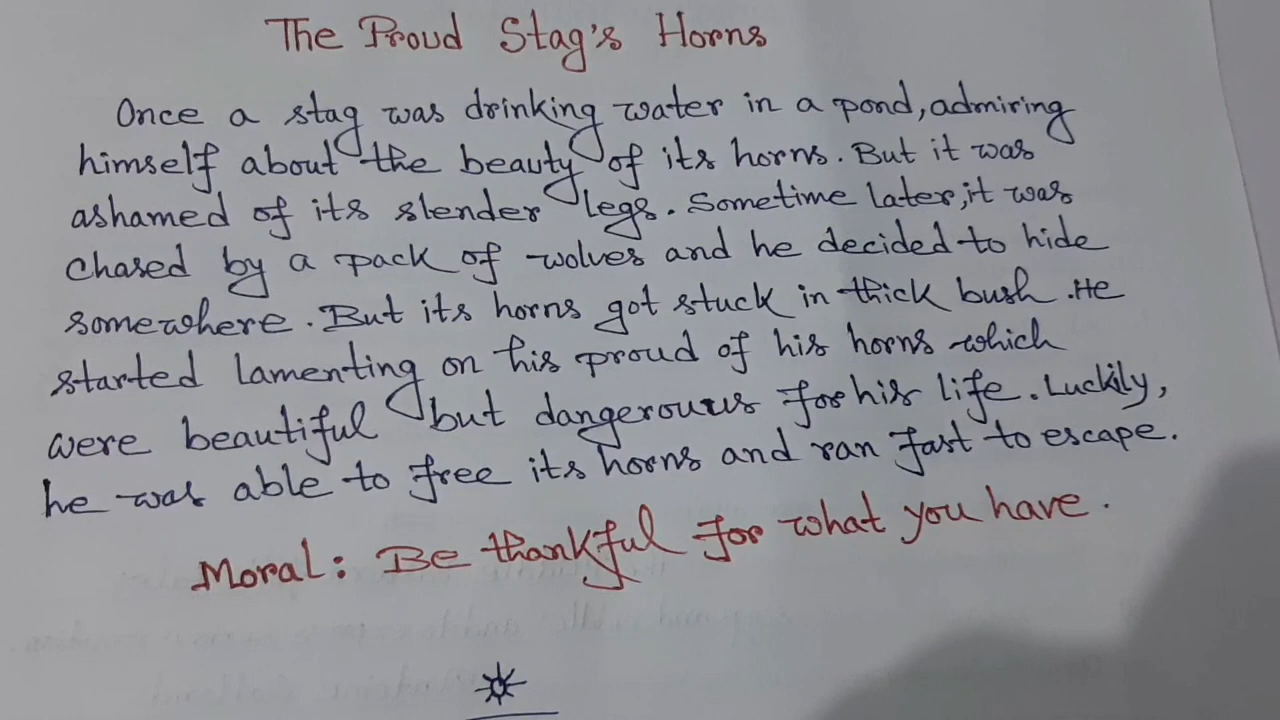 The Proud Stag's Horns
Once a stag was drinking water in a pond, admiring
himself about the beauty of its horns. But it was
ashamed of its slender legs. Sometime later, it was
chased by a pack of wolves and he decided to hide
somewhere. But its horns got stuck in thick bush. He
started lamenting on his proud of his horns which
were beautiful but dangerouus for his life. Luckily,
he was able to free its horns and ran fast to escape.
Moral: Be thankful for what you have.